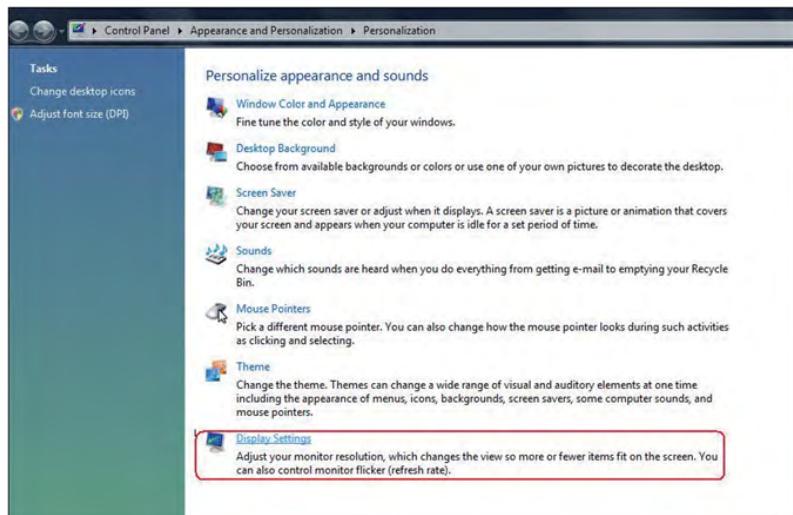 Control Panel ▸ Appearance and Personalization ▸ Personalization
Tasks
Change desktop icons
Adjust font size (DPI)
Personalize appearance and sounds
Window Color and Appearance
Fine tune the color and style of your windows.
Desktop Background
Choose from available backgrounds or colors or use one of your own pictures to decorate the desktop.
Screen Saver
Change your screen saver or adjust when it displays. A screen saver is a picture or animation that covers
your screen and appears when your computer is idle for a set period of time.
Sounds
Change which sounds are heard when you do everything from getting e-mail to emptying your Recycle
Bin.
Mouse Pointers
Pick a different mouse pointer. You can also change how the mouse pointer looks during such activities
as clicking and selecting.
Theme
Change the theme. Themes can change a wide range of visual and auditory elements at one time
including the appearance of menus, icons, backgrounds, screen savers, some computer sounds, and
mouse pointers.
Display Settings
Adjust your monitor resolution, which changes the view so more or fewer items fit on the screen. You
can also control monitor flicker (refresh rate).